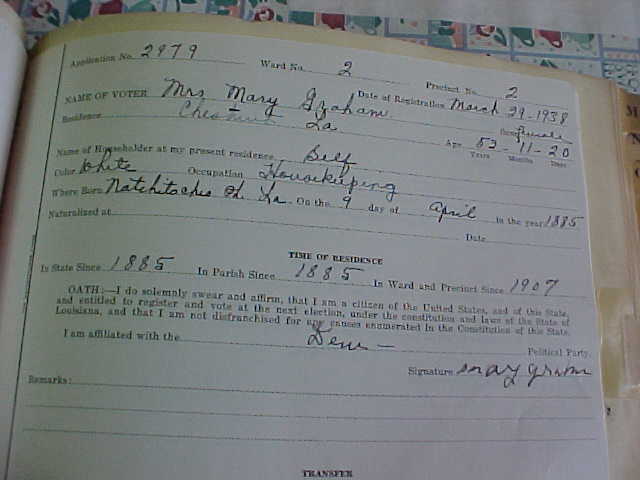 Application No. 2979 Ward No. 2 Precinct No. 2
NAME OF VOTER Mrs Mary Graham Date of Registration March 29-1938
Residence Chestnut La Sex Female
Age 52 - 11 - 20
Years Months Days
Name of Householder at my present residence, Self
Color White Occupation Housekeeping
Where Born Natchitoches Ph. La. On the 9 day of April in the year 1885
Naturalized at Date
TIME OF RESIDENCE
In State Since 1885 In Parish Since 1885 In Ward and Precinct Since 1907
OATH:—I do solemnly swear and affirm, that I am a citizen of the United States, and of this State,
and entitled to register and vote at the next election, under the constitution and laws of the State of
Louisiana, and that I am not disfranchised for any causes enumerated in the Constitution of this State.
I am affiliated with the Dem — Political Party.
Signature
Remarks:
TRANSFER